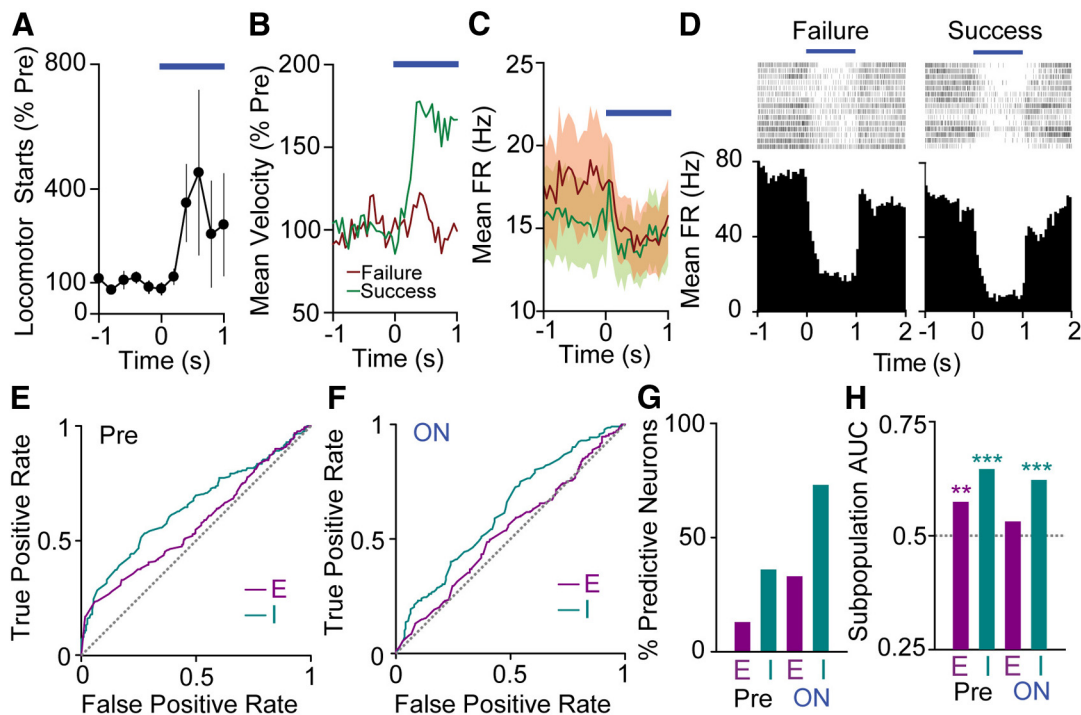 A
Locomotor Starts (% Pre)
800
400
100
0
-1
0
1
Time (s)
B
Mean Velocity (% Pre)
200
150
100
50
Failure
Success
-1
0
1
Time (s)
C
Mean FR (Hz)
25
20
15
10
-1
0
1
Time (s)
D
Failure
Success
Mean FR (Hz)
80
40
0
-1
0
1
2
-1
0
1
2
Time (s)
E
Pre
True Positive Rate
1
0.5
0
E
I
0
0.5
1
False Positive Rate
F
ON
True Positive Rate
1
0.5
0
E
I
0
0.5
1
False Positive Rate
G
% Predictive Neurons
100
50
0
E
I
E
I
Pre
ON
H
Subpopulation AUC
0.75
0.5
0.25
**
***
***
E
I
E
I
Pre
ON